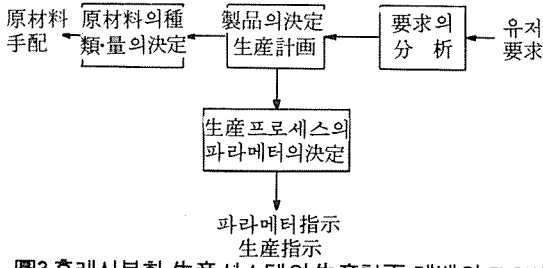 原材料
手配
原材料의種
類·量의決定
製品의決定
生産計画
要求의
分 析
유저
要求
生産프로세스의
파라메터의決定
파라메터指示
生産指示